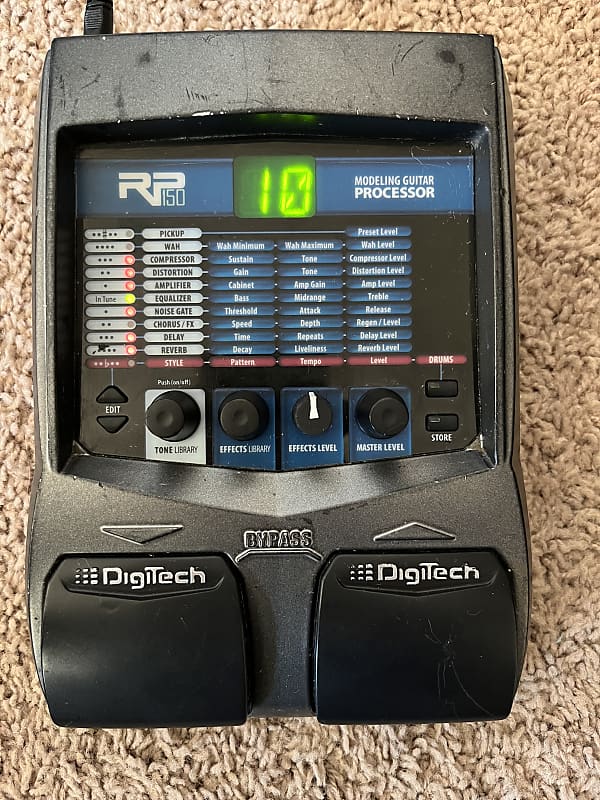 RP150
10
MODELING GUITAR
PROCESSOR
PICKUP Preset Level
WAH Wah Minimum Wah Maximum Wah Level
COMPRESSOR Sustain Tone Compressor Level
DISTORTION Gain Tone Distortion Level
AMPLIFIER Cabinet Amp Gain Amp Level
In Tune EQUALIZER Bass Midrange Treble
NOISE GATE Threshold Attack Release
CHORUS / FX Speed Depth Regen / Level
DELAY Time Repeats Delay Level
REVERB Decay Liveliness Reverb Level
STYLE Pattern Tempo Level DRUMS
Push (on/off)
EDIT
STORE
TONE LIBRARY EFFECTS LIBRARY EFFECTS LEVEL MASTER LEVEL
BYPASS
DigiTech DigiTech